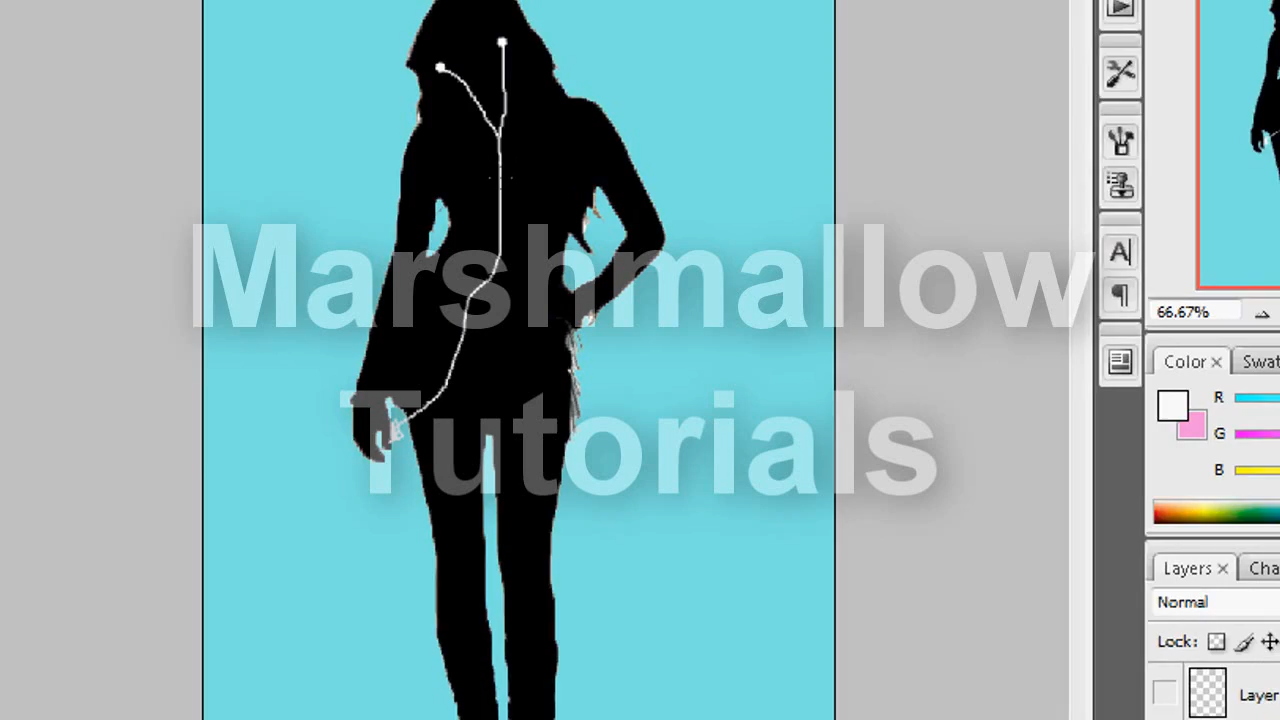 Marshmallow
Tutorials
A
66.67%
Color
Swat
R
G
B
Layers
Cha
Normal
Lock:
Layer